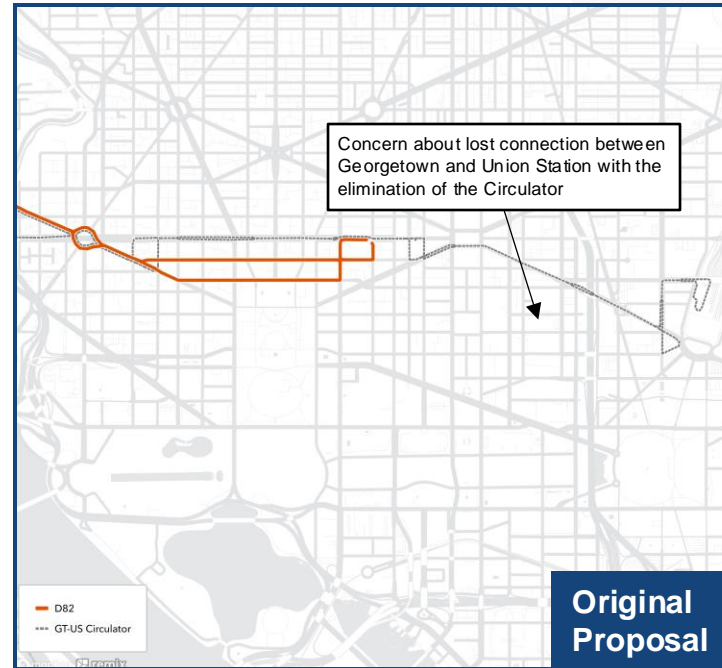 Concern about lost connection between
Georgetown and Union Station with the
elimination of the Circulator
D82
GT-US Circulator
remix
Original
Proposal